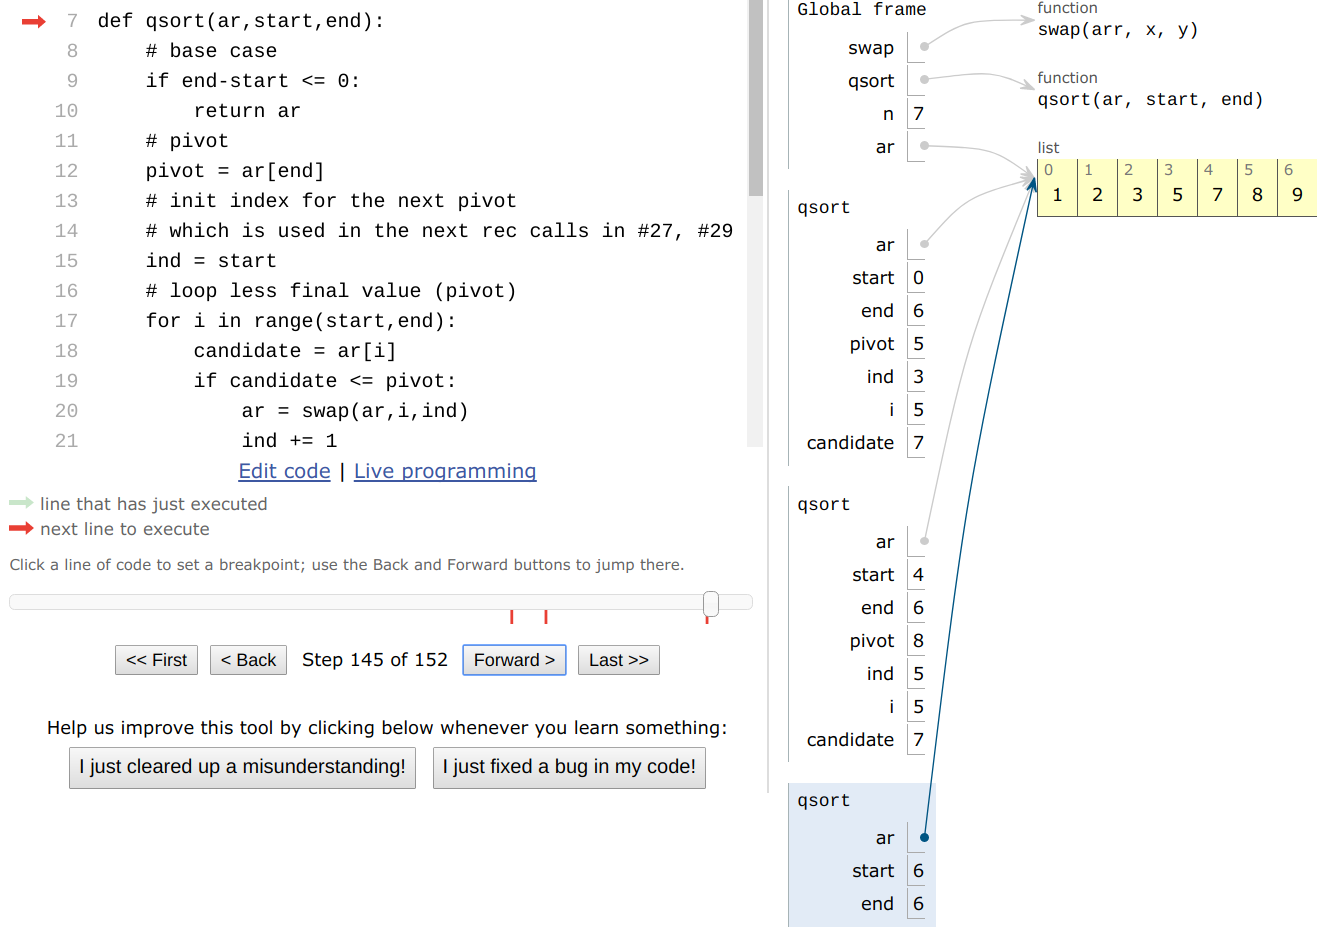 7 def qsort(ar,start,end):
8 # base case
9 if end-start <= 0:
10 return ar
11 # pivot
12 pivot = ar[end]
13 # init index for the next pivot
14 # which is used in the next rec calls in #27, #29
15 ind = start
16 # loop less final value (pivot)
17 for i in range(start,end):
18 candidate = ar[i]
19 if candidate <= pivot:
20 ar = swap(ar,i,ind)
21 ind += 1
Edit code | Live programming
line that has just executed
next line to execute
Click a line of code to set a breakpoint; use the Back and Forward buttons to jump there.
<< First < Back Step 145 of 152 Forward > Last >>
Help us improve this tool by clicking below whenever you learn something:
I just cleared up a misunderstanding! I just fixed a bug in my code!
Global frame
swap
qsort
n 7
ar
function
swap(arr, x, y)
function
qsort(ar, start, end)
list
0 1 2 3 4 5 6
1 2 3 5 7 8 9
qsort
ar
start 0
end 6
pivot 5
ind 3
i 5
candidate 7
qsort
ar
start 4
end 6
pivot 8
ind 5
i 5
candidate 7
qsort
ar
start 6
end 6